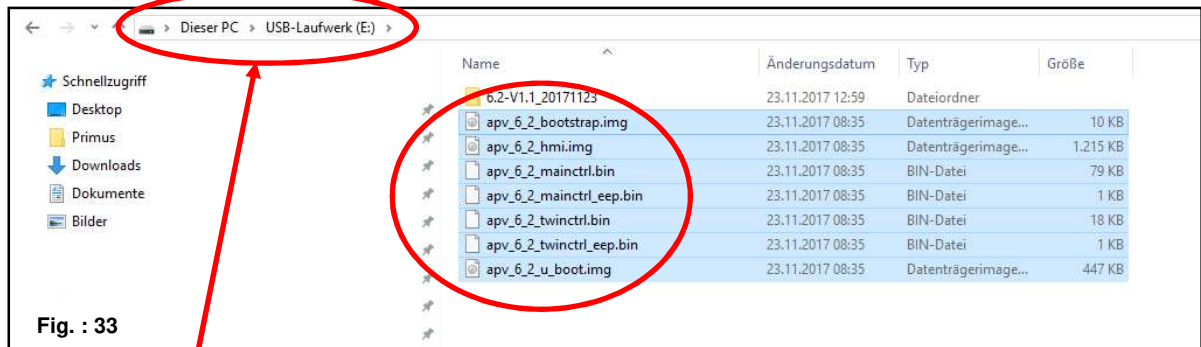 Dieser PC > USB-Laufwerk (E:) >
Schnellzugriff
Desktop
Primus
Downloads
Dokumente
Bilder
Name Änderungsdatum Typ Größe
6.2-V1.1_20171123 23.11.2017 12:59 Dateiordner
apv_6_2_bootstrap.img 23.11.2017 08:35 Datenträgerimage... 10 KB
apv_6_2_hmi.img 23.11.2017 08:35 Datenträgerimage... 1.215 KB
apv_6_2_mainctrl.bin 23.11.2017 08:35 BIN-Datei 79 KB
apv_6_2_mainctrl_eep.bin 23.11.2017 08:35 BIN-Datei 1 KB
apv_6_2_twinctrl.bin 23.11.2017 08:35 BIN-Datei 18 KB
apv_6_2_twinctrl_eep.bin 23.11.2017 08:35 BIN-Datei 1 KB
apv_6_2_u_boot.img 23.11.2017 08:35 Datenträgerimage... 447 KB
Fig. : 33